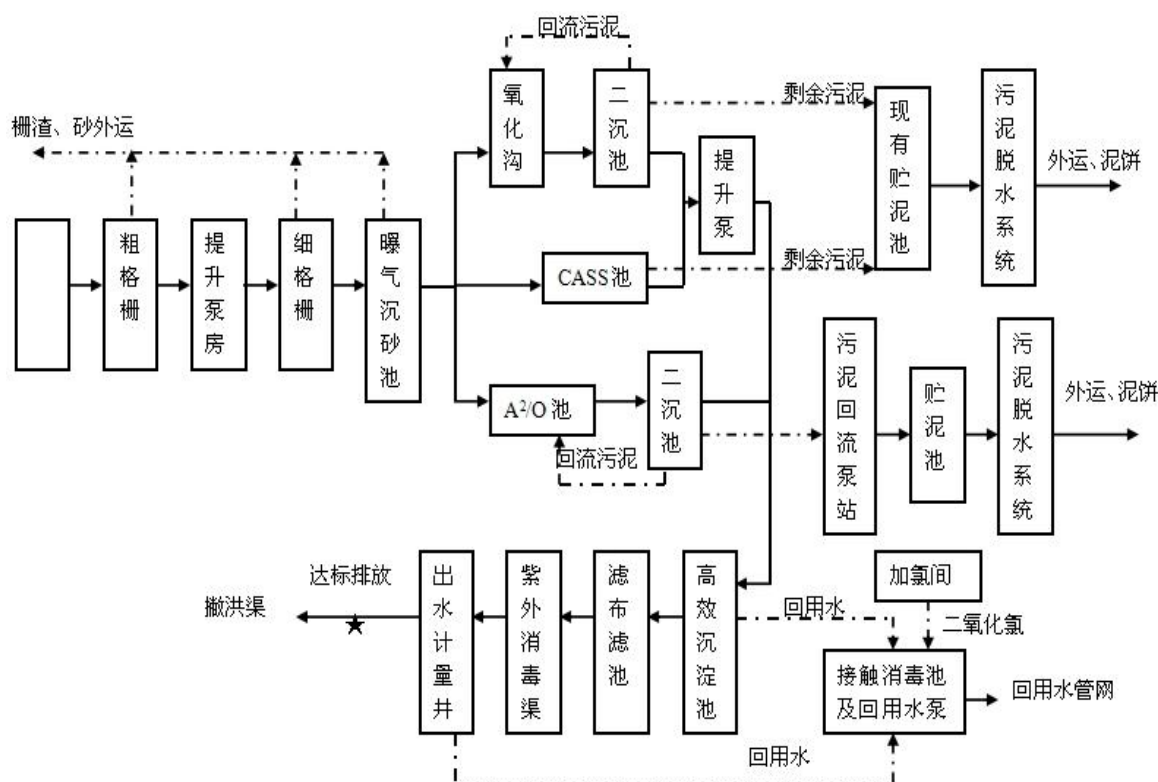 回流污泥
氧化沟
二沉池
剩余污泥
现有贮泥池
污泥脱水系统
外运、泥饼
栅渣、砂外运
提升泵
粗格栅
提升泵房
细格栅
曝气沉砂池
CASS 池
剩余污泥
A²/O 池
二沉池
回流污泥
污泥回流泵站
贮泥池
污泥脱水系统
外运、泥饼
达标排放
撇洪渠
出水计量井
紫外消毒渠
滤布滤池
高效沉淀池
回用水
加氯间
二氧化氯
接触消毒池
及回用水泵
回用水管网
回用水